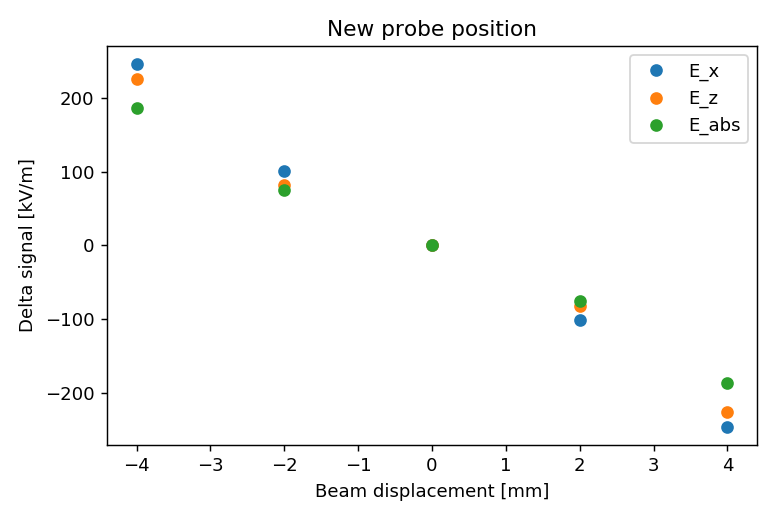 New probe position
E_x
E_z
E_abs
Delta signal [kV/m]
200
100
0
−100
−200
−4
−3
−2
−1
0
1
2
3
4
Beam displacement [mm]